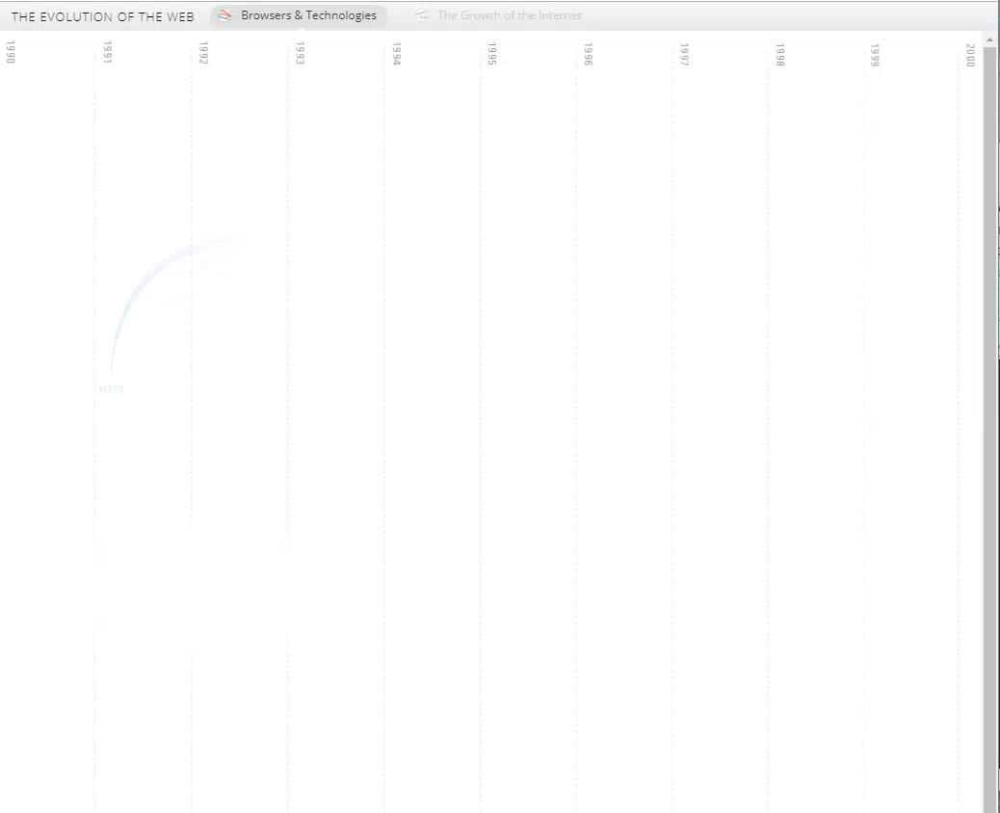 THE EVOLUTION OF THE WEB Browsers & Technologies The Growth of the Internet
1990 1991 1992 1993 1994 1995 1996 1997 1998 1999 2000
HTTP